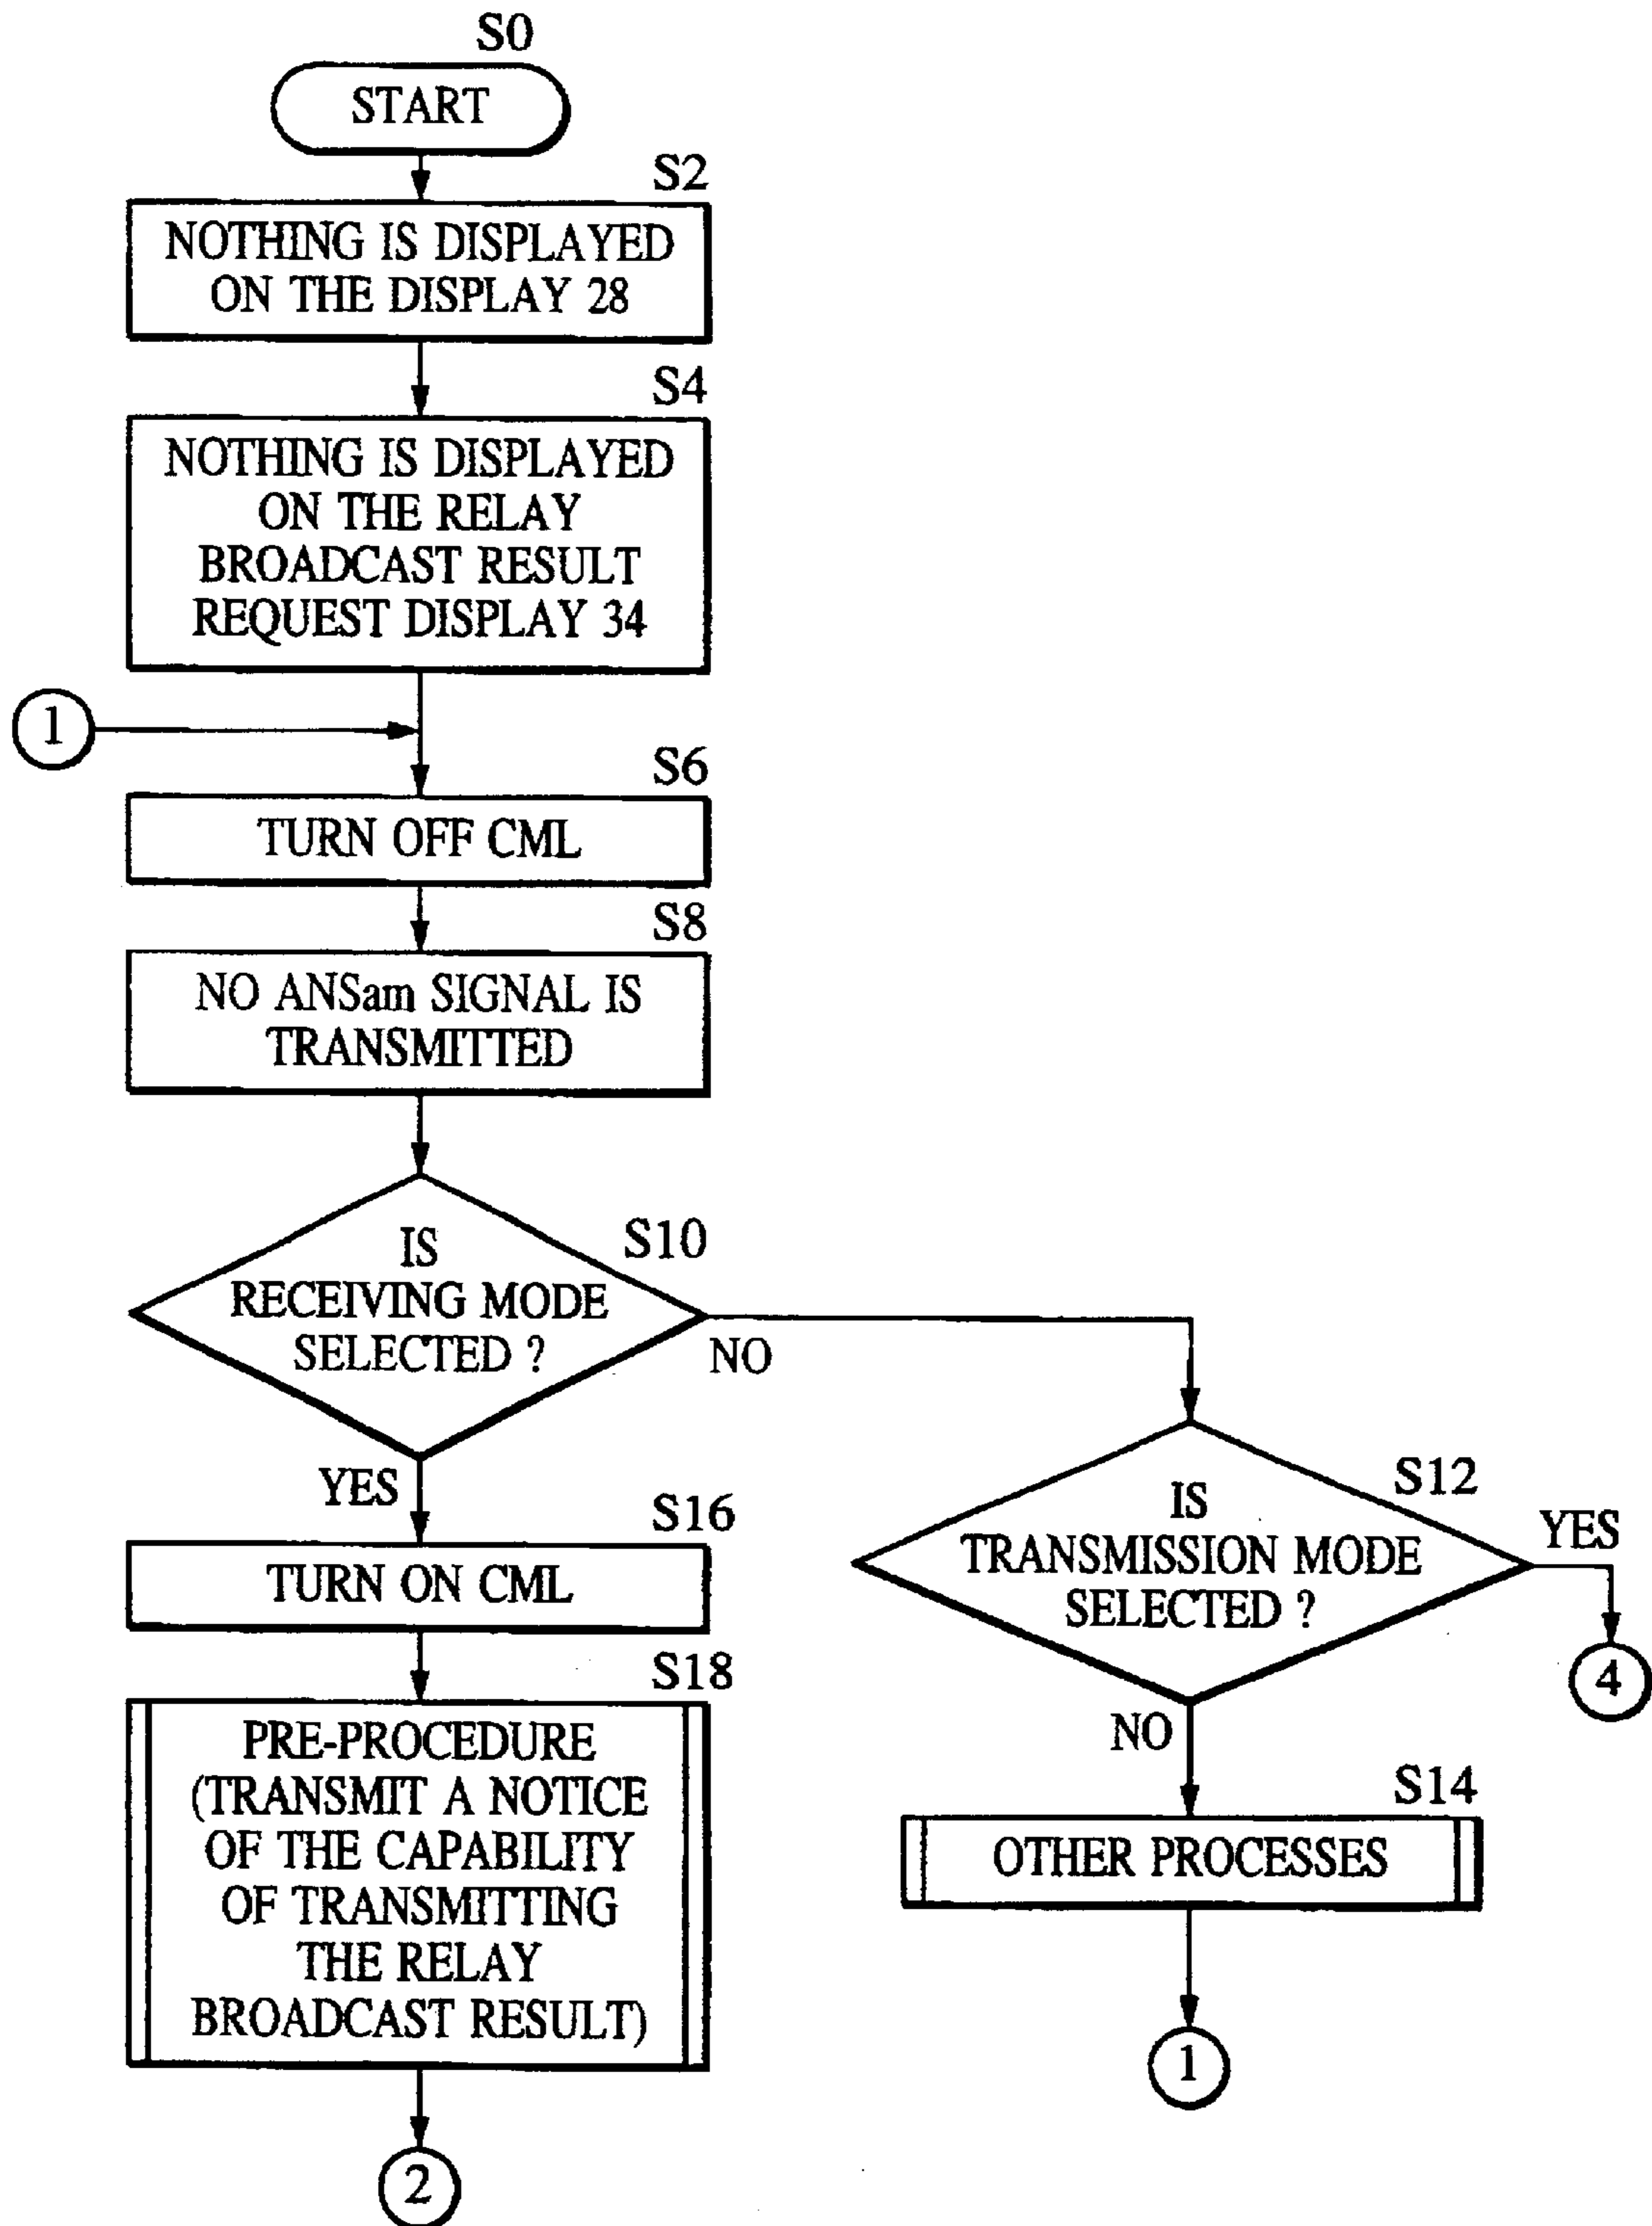 S0
START
S2
NOTHING IS DISPLAYED
ON THE DISPLAY 28
S4
NOTHING IS DISPLAYED
ON THE RELAY
BROADCAST RESULT
REQUEST DISPLAY 34
1
S6
TURN OFF CML
S8
NO ANSam SIGNAL IS
TRANSMITTED
S10
IS
RECEIVING MODE
SELECTED ?
NO
YES
S12
IS
TRANSMISSION MODE
SELECTED ?
YES
4
NO
S14
OTHER PROCESSES
1
S16
TURN ON CML
S18
PRE-PROCEDURE
(TRANSMIT A NOTICE
OF THE CAPABILITY
OF TRANSMITTING
THE RELAY
BROADCAST RESULT)
2